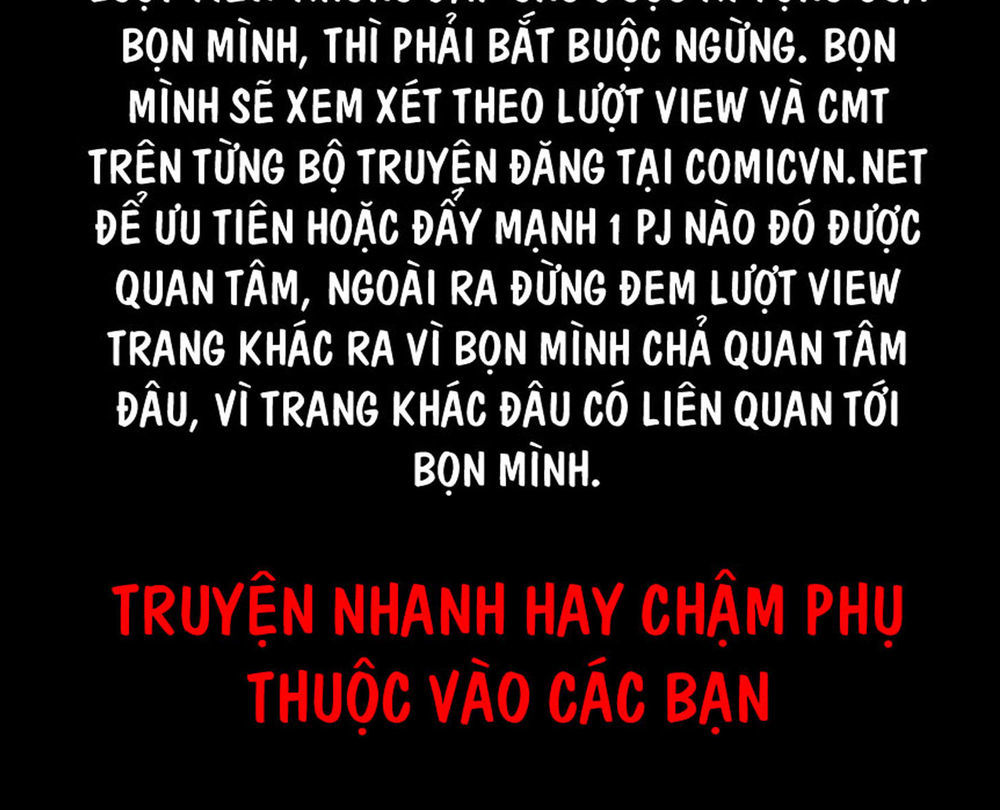 BỌN MÌNH, THÌ PHẢI BẮT BUỘC NGỪNG. BỌN
MÌNH SẼ XEM XÉT THEO LƯỢT VIEW VÀ CMT
TRÊN TỪNG BỘ TRUYỆN ĐĂNG TẠI COMICVN.NET
ĐỂ ƯU TIÊN HOẶC ĐẨY MẠNH 1 PJ NÀO ĐÓ ĐƯỢC
QUAN TÂM, NGOÀI RA ĐỪNG ĐEM LƯỢT VIEW
TRANG KHÁC RA VÌ BỌN MÌNH CHẢ QUAN TÂM
ĐÂU, VÌ TRANG KHÁC ĐÂU CÓ LIÊN QUAN TỚI
BỌN MÌNH.
TRUYỆN NHANH HAY CHẬM PHỤ
THUỘC VÀO CÁC BẠN